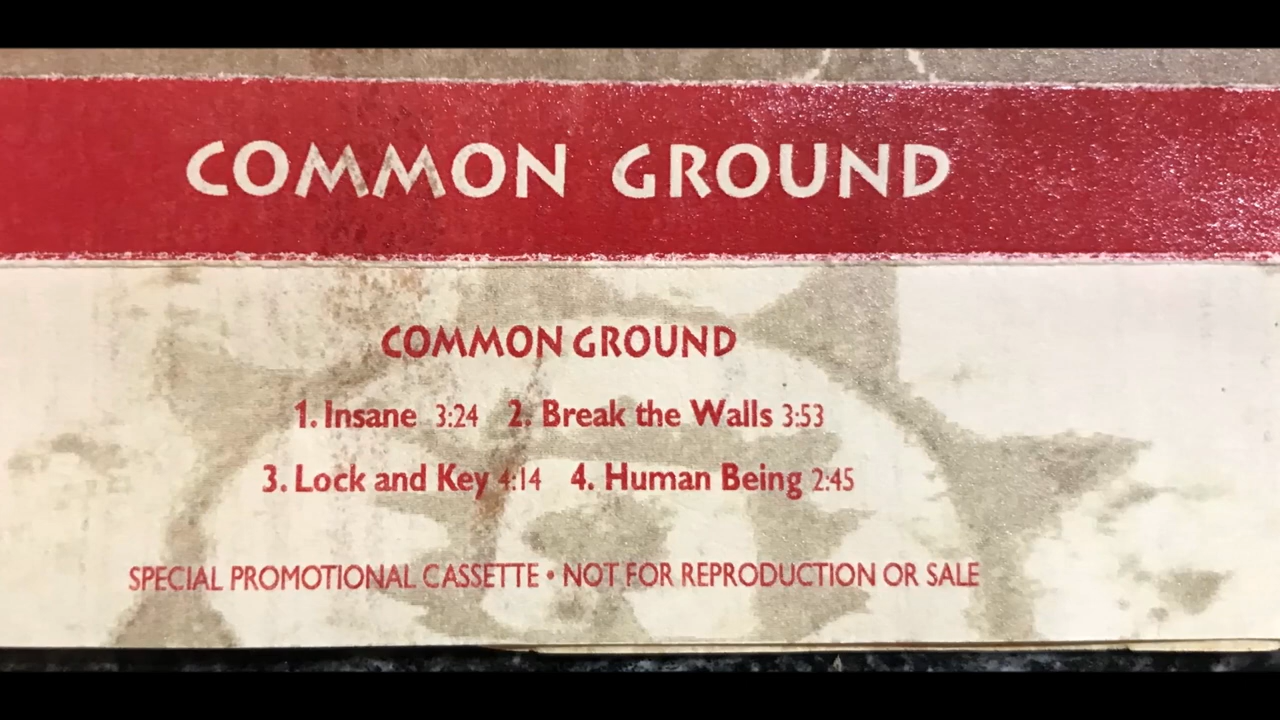 COMMON GROUND
COMMON GROUND
1. Insane 3:24 2. Break the Walls 3:53
3. Lock and Key 4:14 4. Human Being 2:45
SPECIAL PROMOTIONAL CASSETTE • NOT FOR REPRODUCTION OR SALE